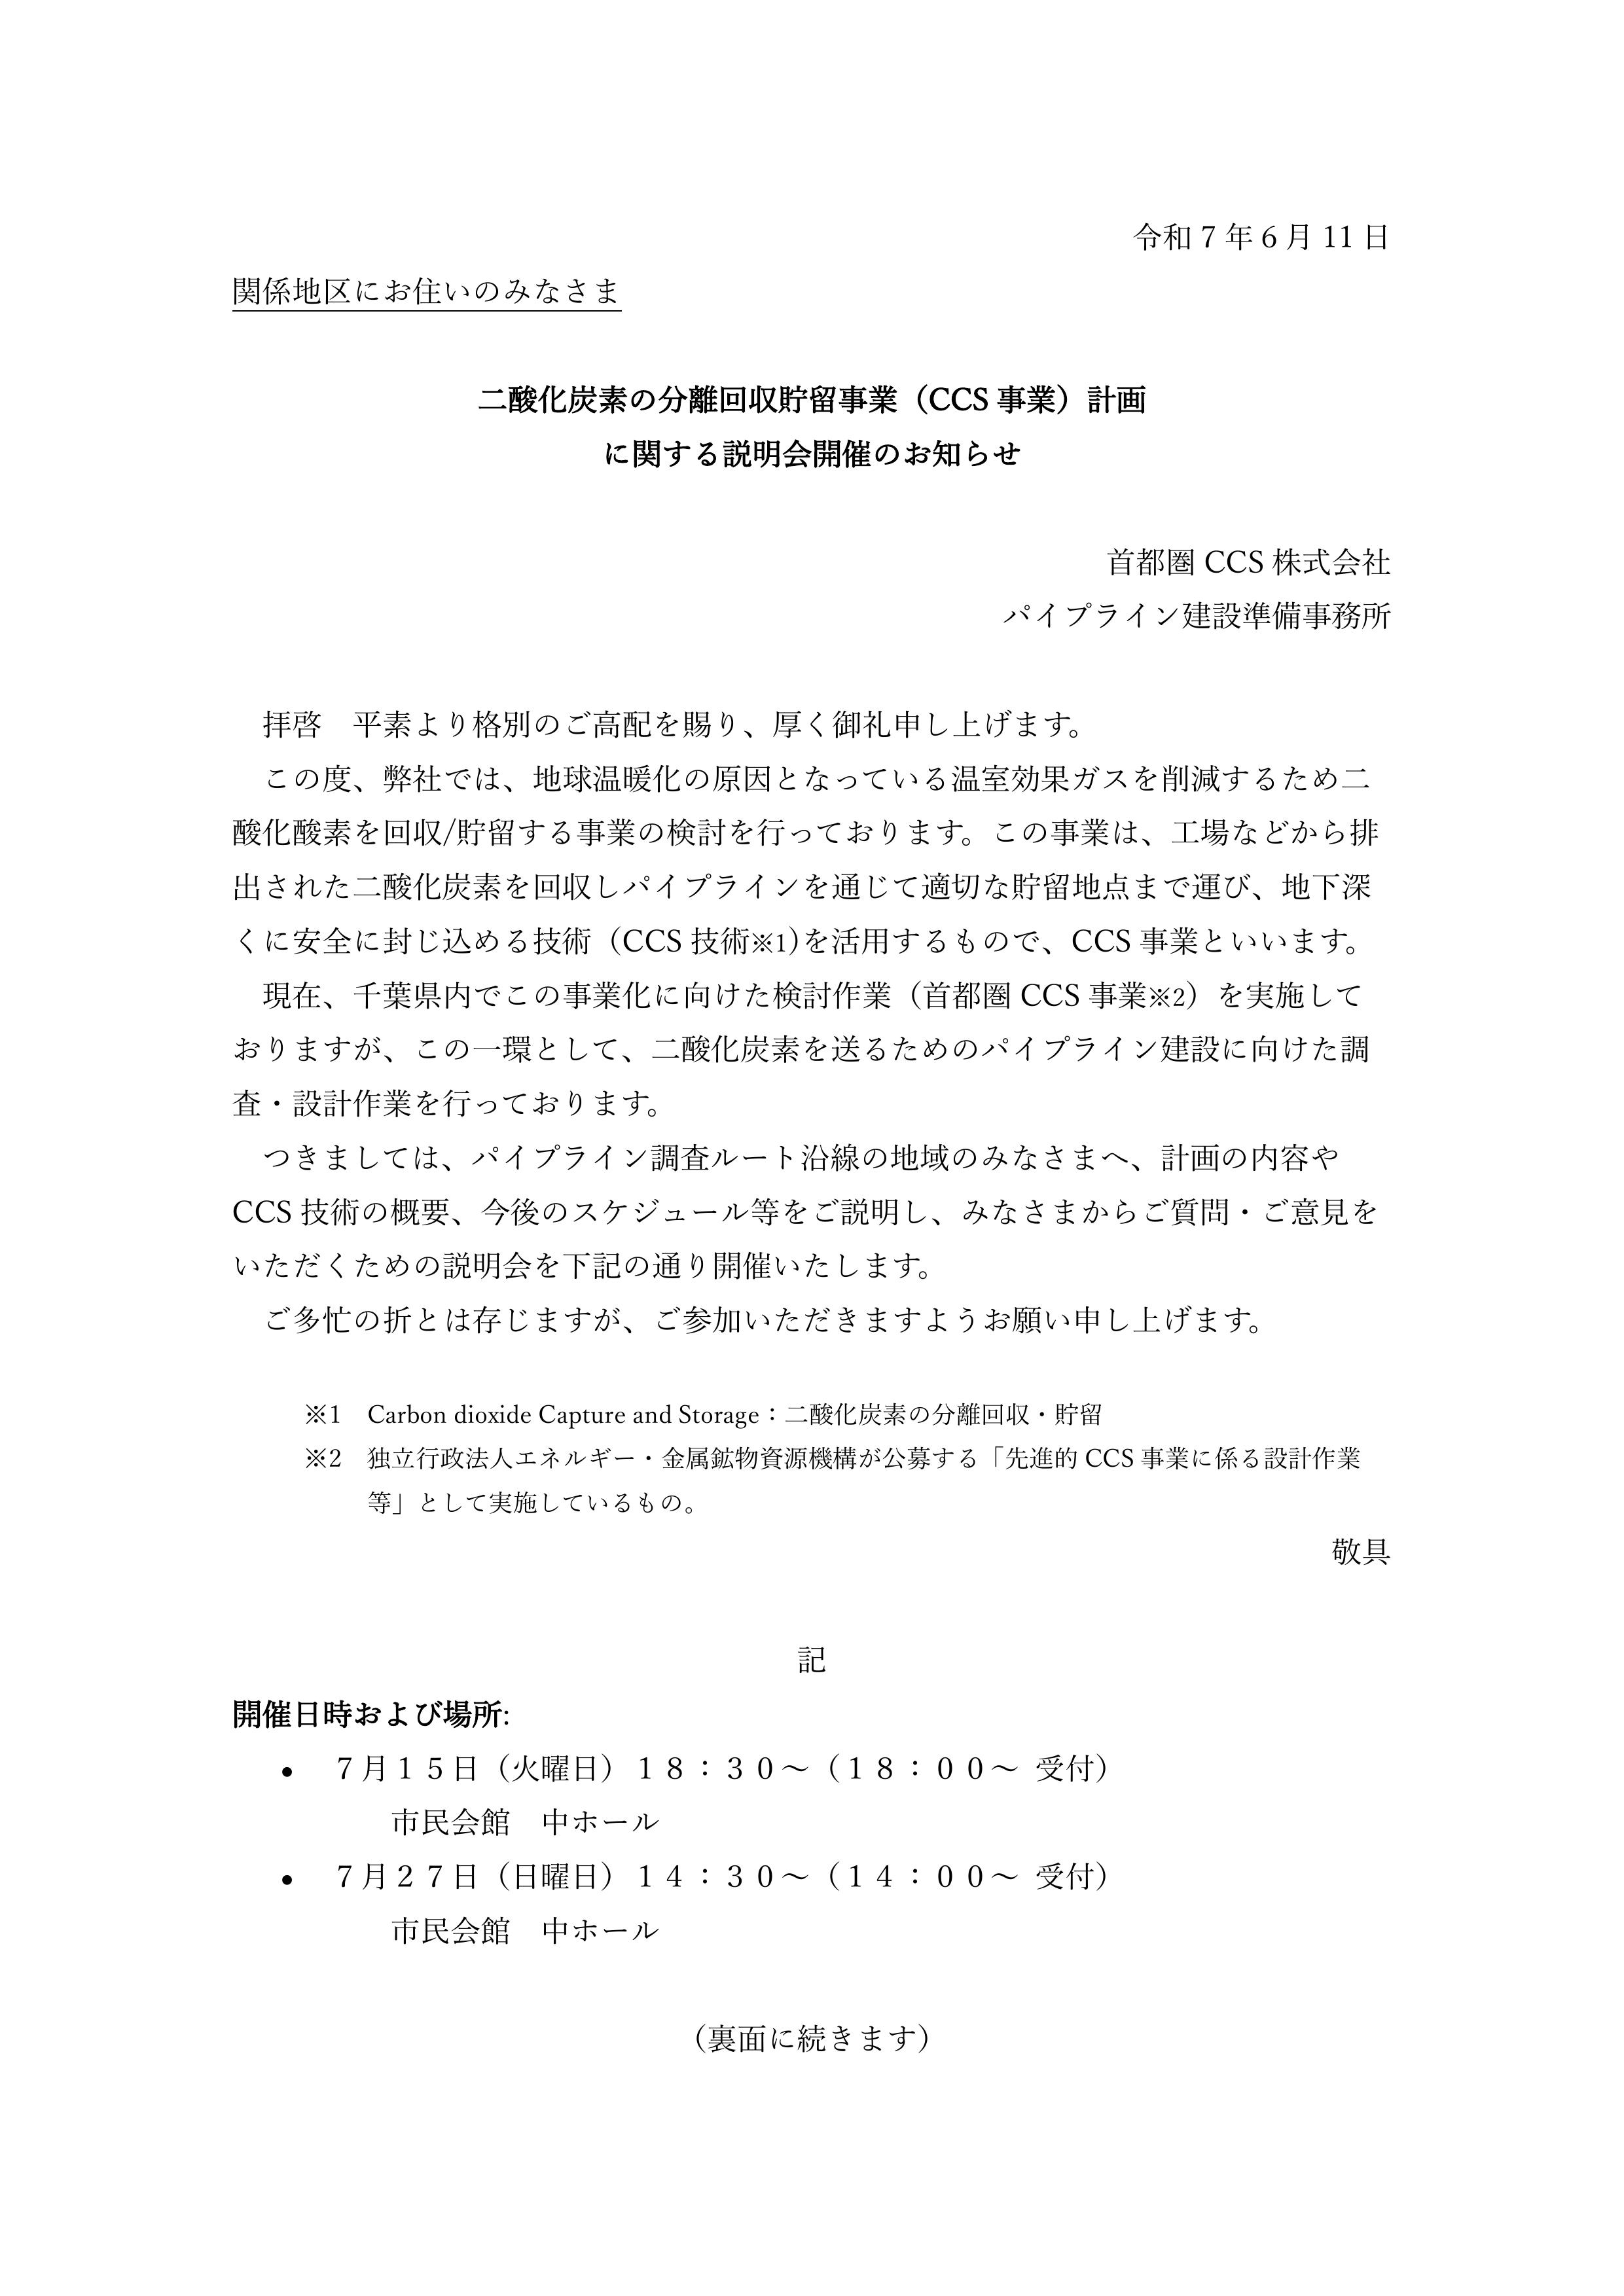 令和 7 年 6 月 11 日
関係地区にお住いのみなさま
二酸化炭素の分離回収貯留事業（CCS 事業）計画
に関する説明会開催のお知らせ
首都圏 CCS 株式会社
パイプライン建設準備事務所
拝啓　平素より格別のご高配を賜り、厚く御礼申し上げます。
この度、弊社では、地球温暖化の原因となっている温室効果ガスを削減するため二
酸化酸素を回収/貯留する事業の検討を行っております。この事業は、工場などから排
出された二酸化炭素を回収しパイプラインを通じて適切な貯留地点まで運び、地下深
くに安全に封じ込める技術（CCS 技術※1)を活用するもので、CCS 事業といいます。
現在、千葉県内でこの事業化に向けた検討作業（首都圏 CCS 事業※2）を実施して
おりますが、この一環として、二酸化炭素を送るためのパイプライン建設に向けた調
査・設計作業を行っております。
つきましては、パイプライン調査ルート沿線の地域のみなさまへ、計画の内容や
CCS 技術の概要、今後のスケジュール等をご説明し、みなさまからご質問・ご意見を
いただくための説明会を下記の通り開催いたします。
ご多忙の折とは存じますが、ご参加いただきますようお願い申し上げます。
※1　Carbon dioxide Capture and Storage：二酸化炭素の分離回収・貯留
※2　独立行政法人エネルギー・金属鉱物資源機構が公募する「先進的 CCS 事業に係る設計作業
等」として実施しているもの。
敬具
記
開催日時および場所:
• ７月１５日（火曜日）１８：３０～（１８：００～ 受付）
市民会館　中ホール
• ７月２７日（日曜日）１４：３０～（１４：００～ 受付）
市民会館　中ホール
（裏面に続きます）